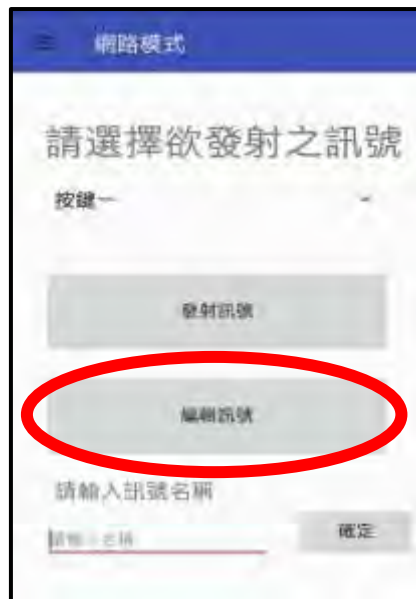 網路模式
請選擇欲發射之訊號
按鍵一
發射訊號
編輯訊號
請輸入訊號名稱
請輸入名稱
確定